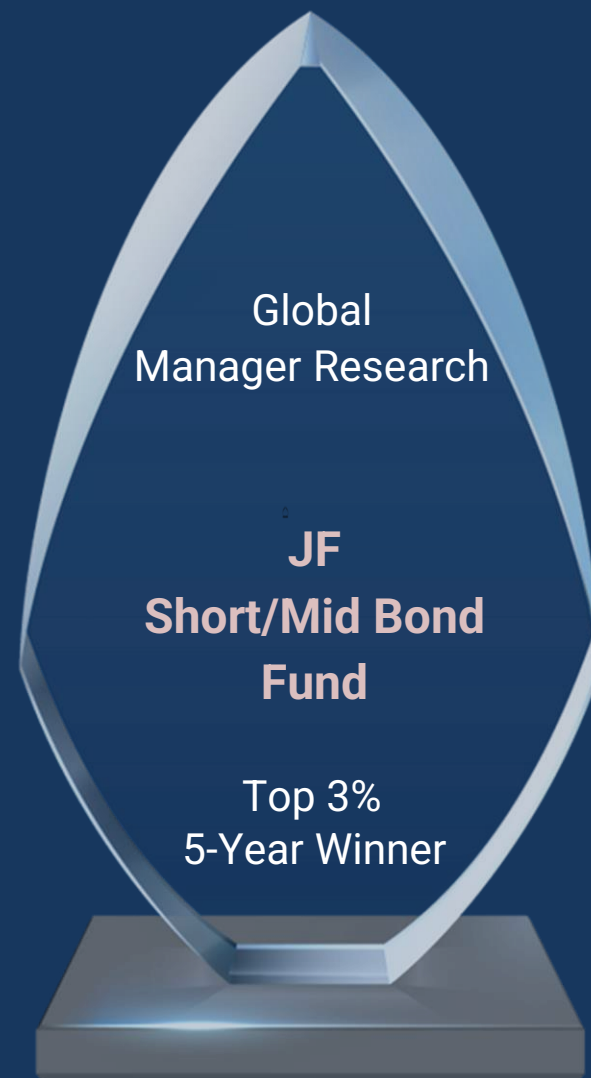 Global
Manager Research
JF
Short/Mid Bond
Fund
Top 3%
5-Year Winner